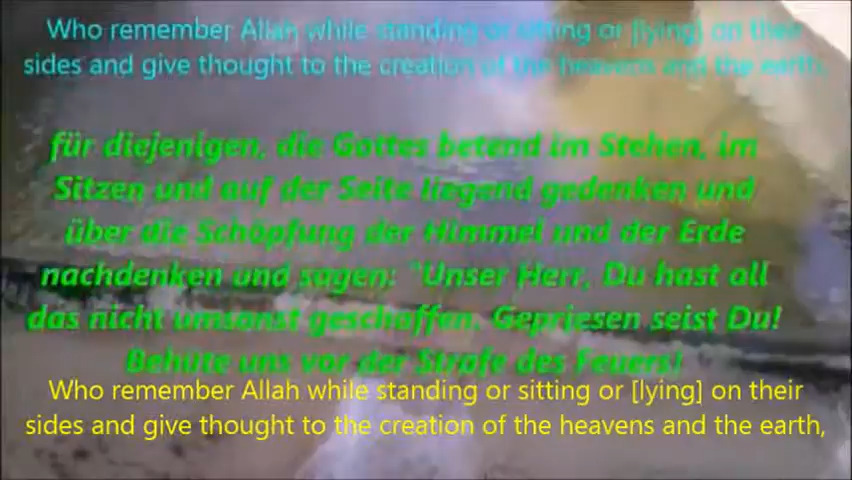 Who remember Allah while standing or sitting or [lying] on their
sides and give thought to the creation of the heavens and the earth,
für diejenigen, die Gottes betend im Stehen, im
Sitzen und auf der Seite liegend gedenken und
über die Schöpfung der Himmel und der Erde
nachdenken und sagen: "Unser Herr, Du hast all
das nicht umsonst geschaffen. Gepriesen seist Du!
Behüte uns vor der Strafe des Feuers!
Who remember Allah while standing or sitting or [lying] on their
sides and give thought to the creation of the heavens and the earth,